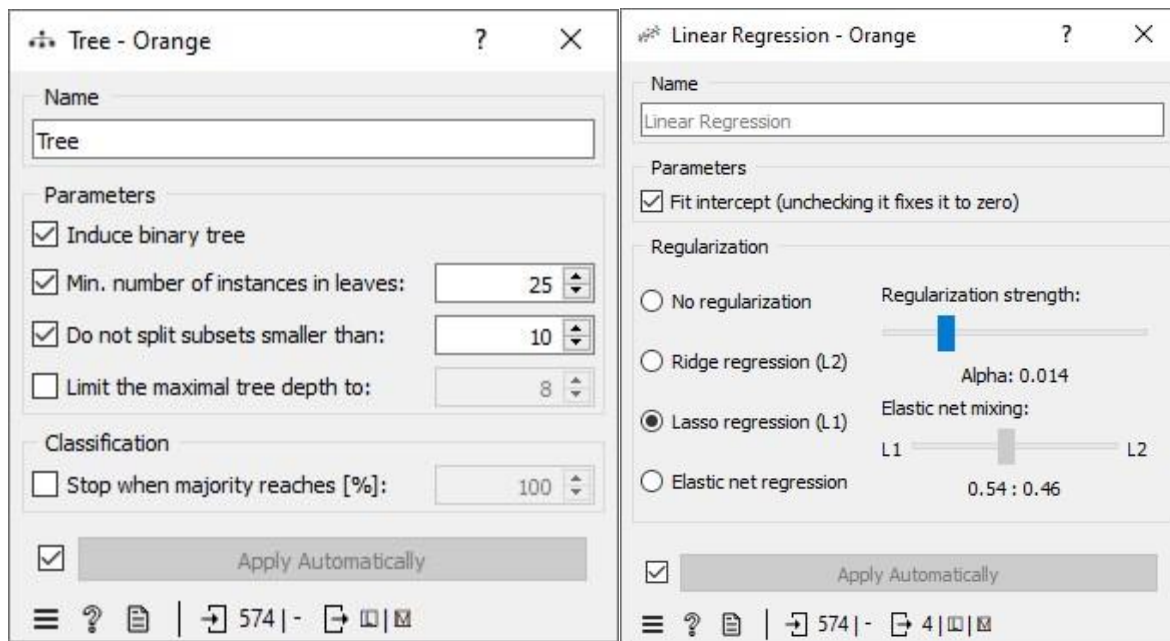 Tree - Orange
?
Name
Tree
Parameters
Induce binary tree
Min. number of instances in leaves: 25
Do not split subsets smaller than: 10
Limit the maximal tree depth to: 8
Classification
Stop when majority reaches [%]: 100
Apply Automatically
? 574 | -
Linear Regression - Orange
?
Name
Linear Regression
Parameters
Fit intercept (unchecking it fixes it to zero)
Regularization
No regularization
Ridge regression (L2)
Lasso regression (L1)
Elastic net regression
Regularization strength:
Alpha: 0.014
Elastic net mixing:
L1 L2
0.54 : 0.46
Apply Automatically
? 574 | - 4 | L | M